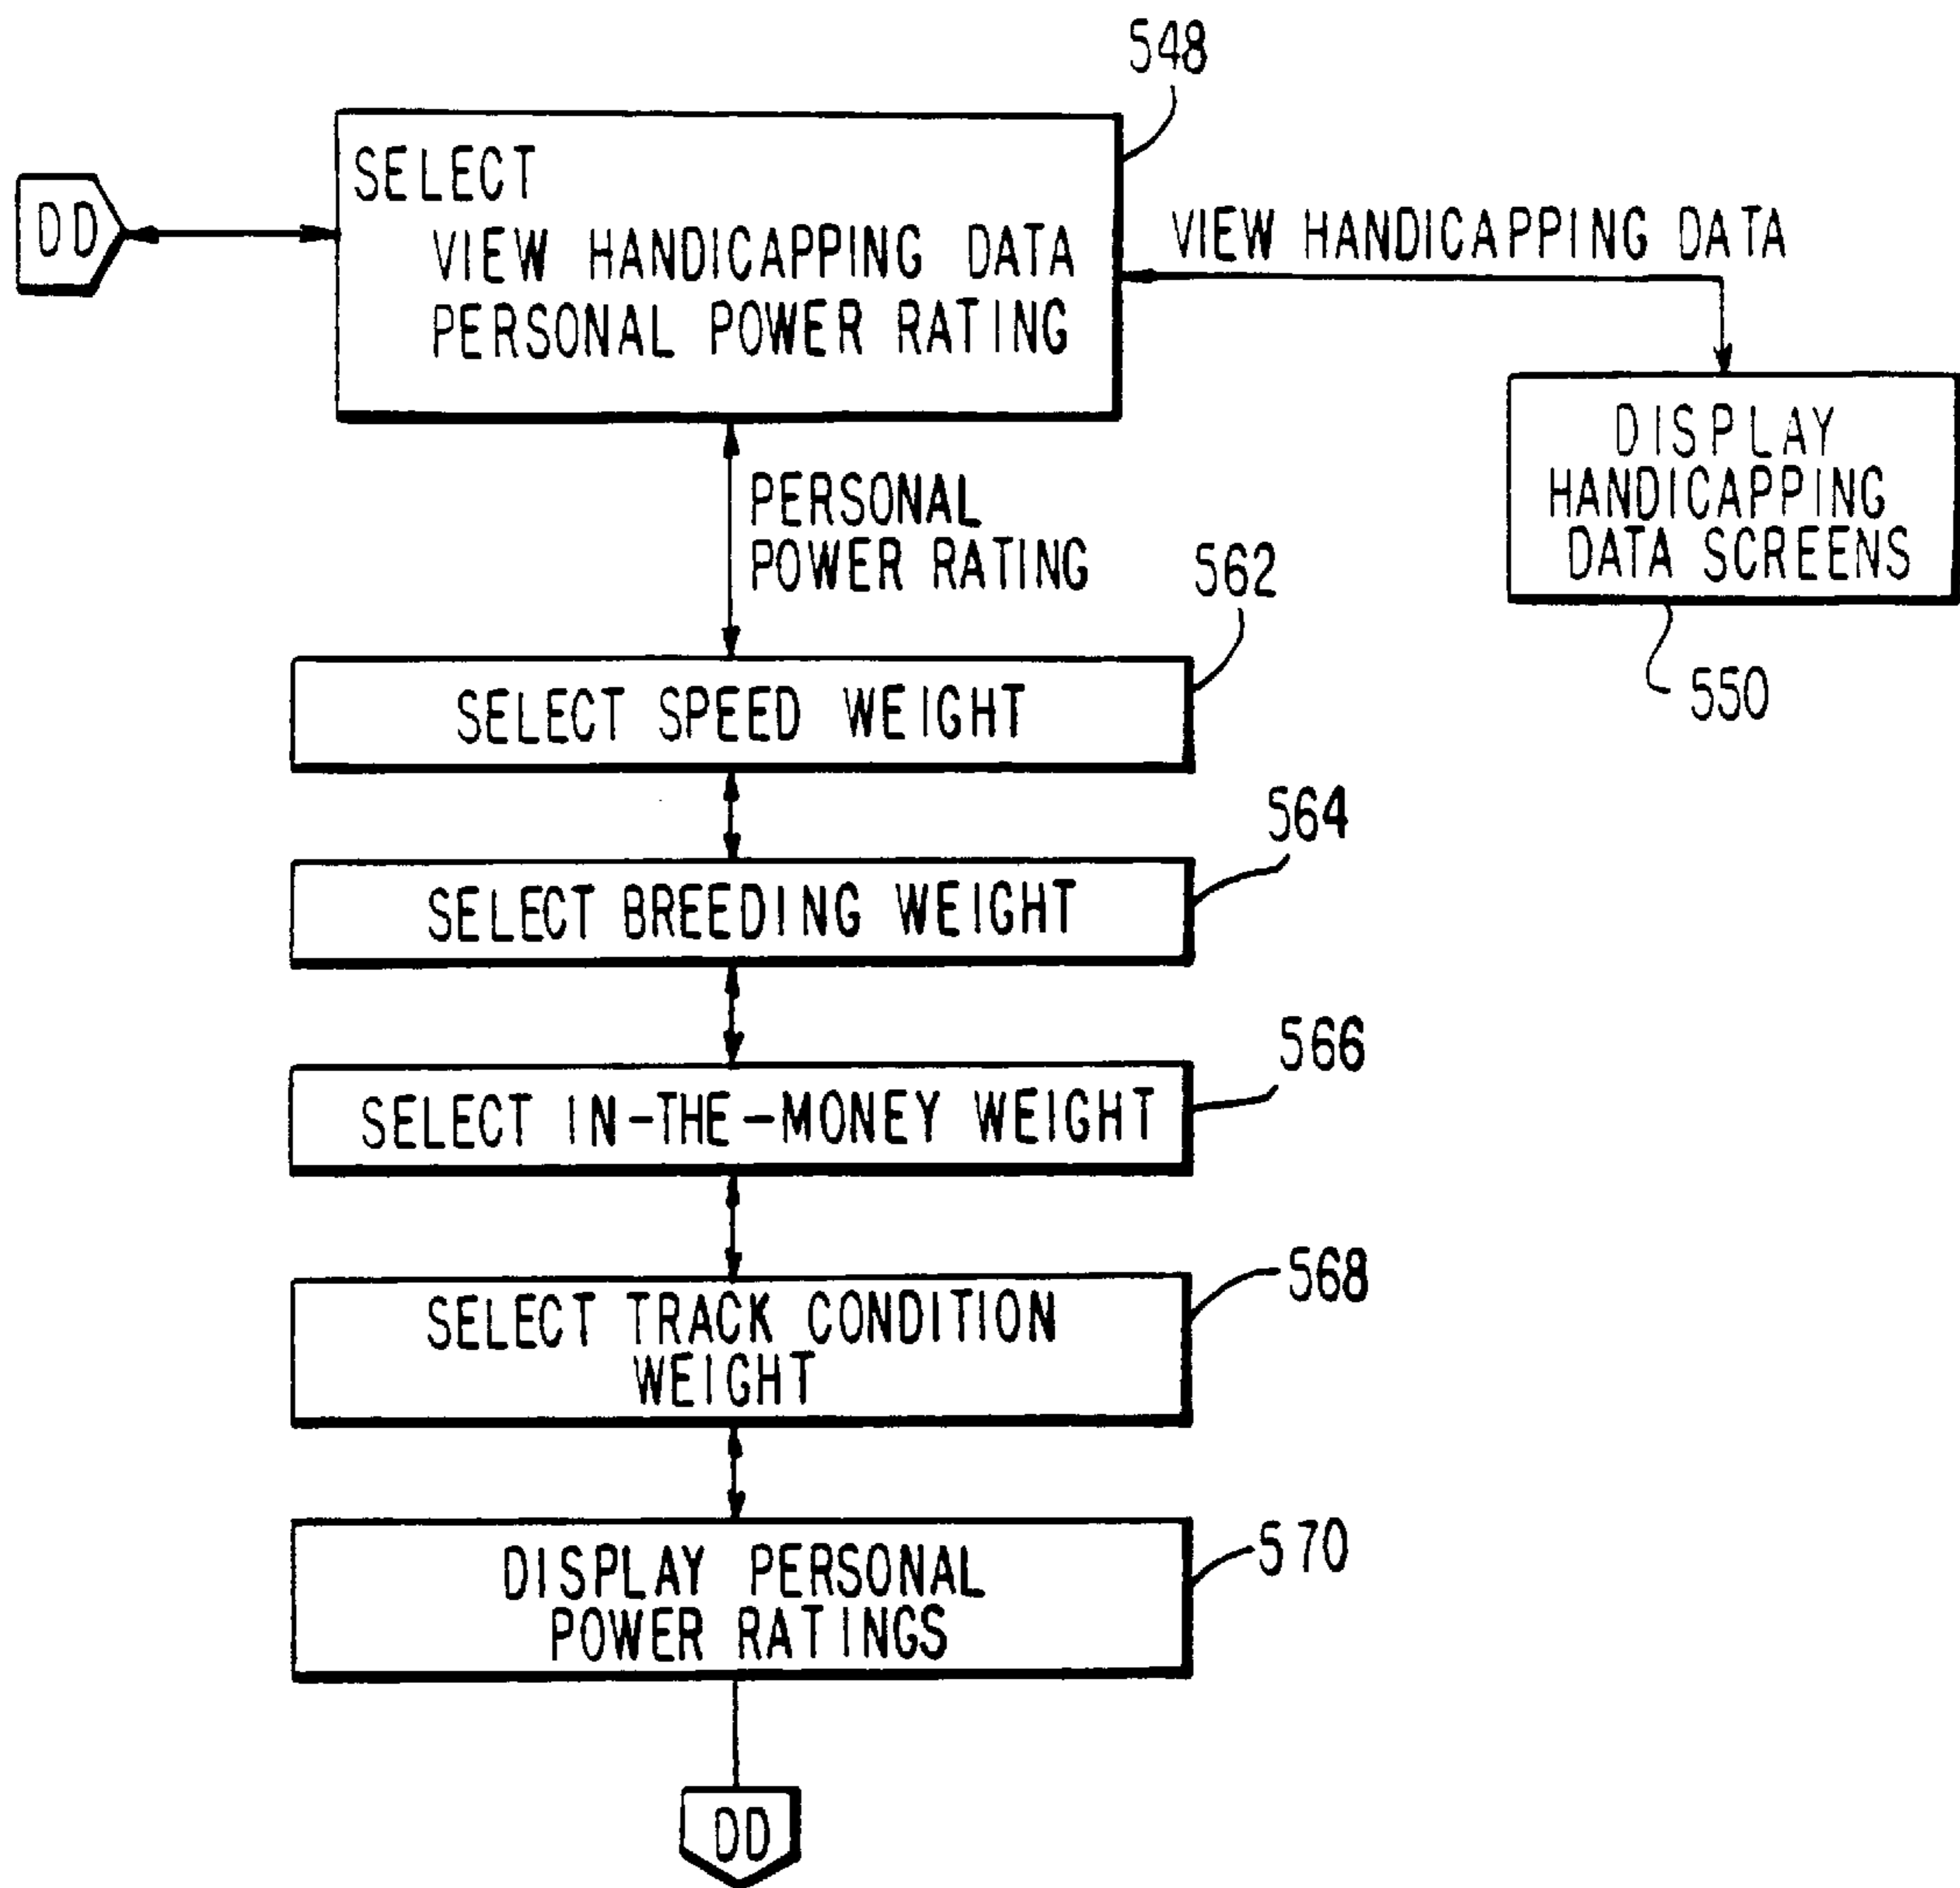 548
SELECT
DD
VIEW HANDICAPPING DATA
PERSONAL POWER RATING
VIEW HANDICAPPING DATA
DISPLAY
HANDICAPPING
DATA SCREENS
550
PERSONAL
POWER RATING
562
SELECT SPEED WEIGHT
564
SELECT BREEDING WEIGHT
566
SELECT IN-THE-MONEY WEIGHT
568
SELECT TRACK CONDITION
WEIGHT
570
DISPLAY PERSONAL
POWER RATINGS
DD